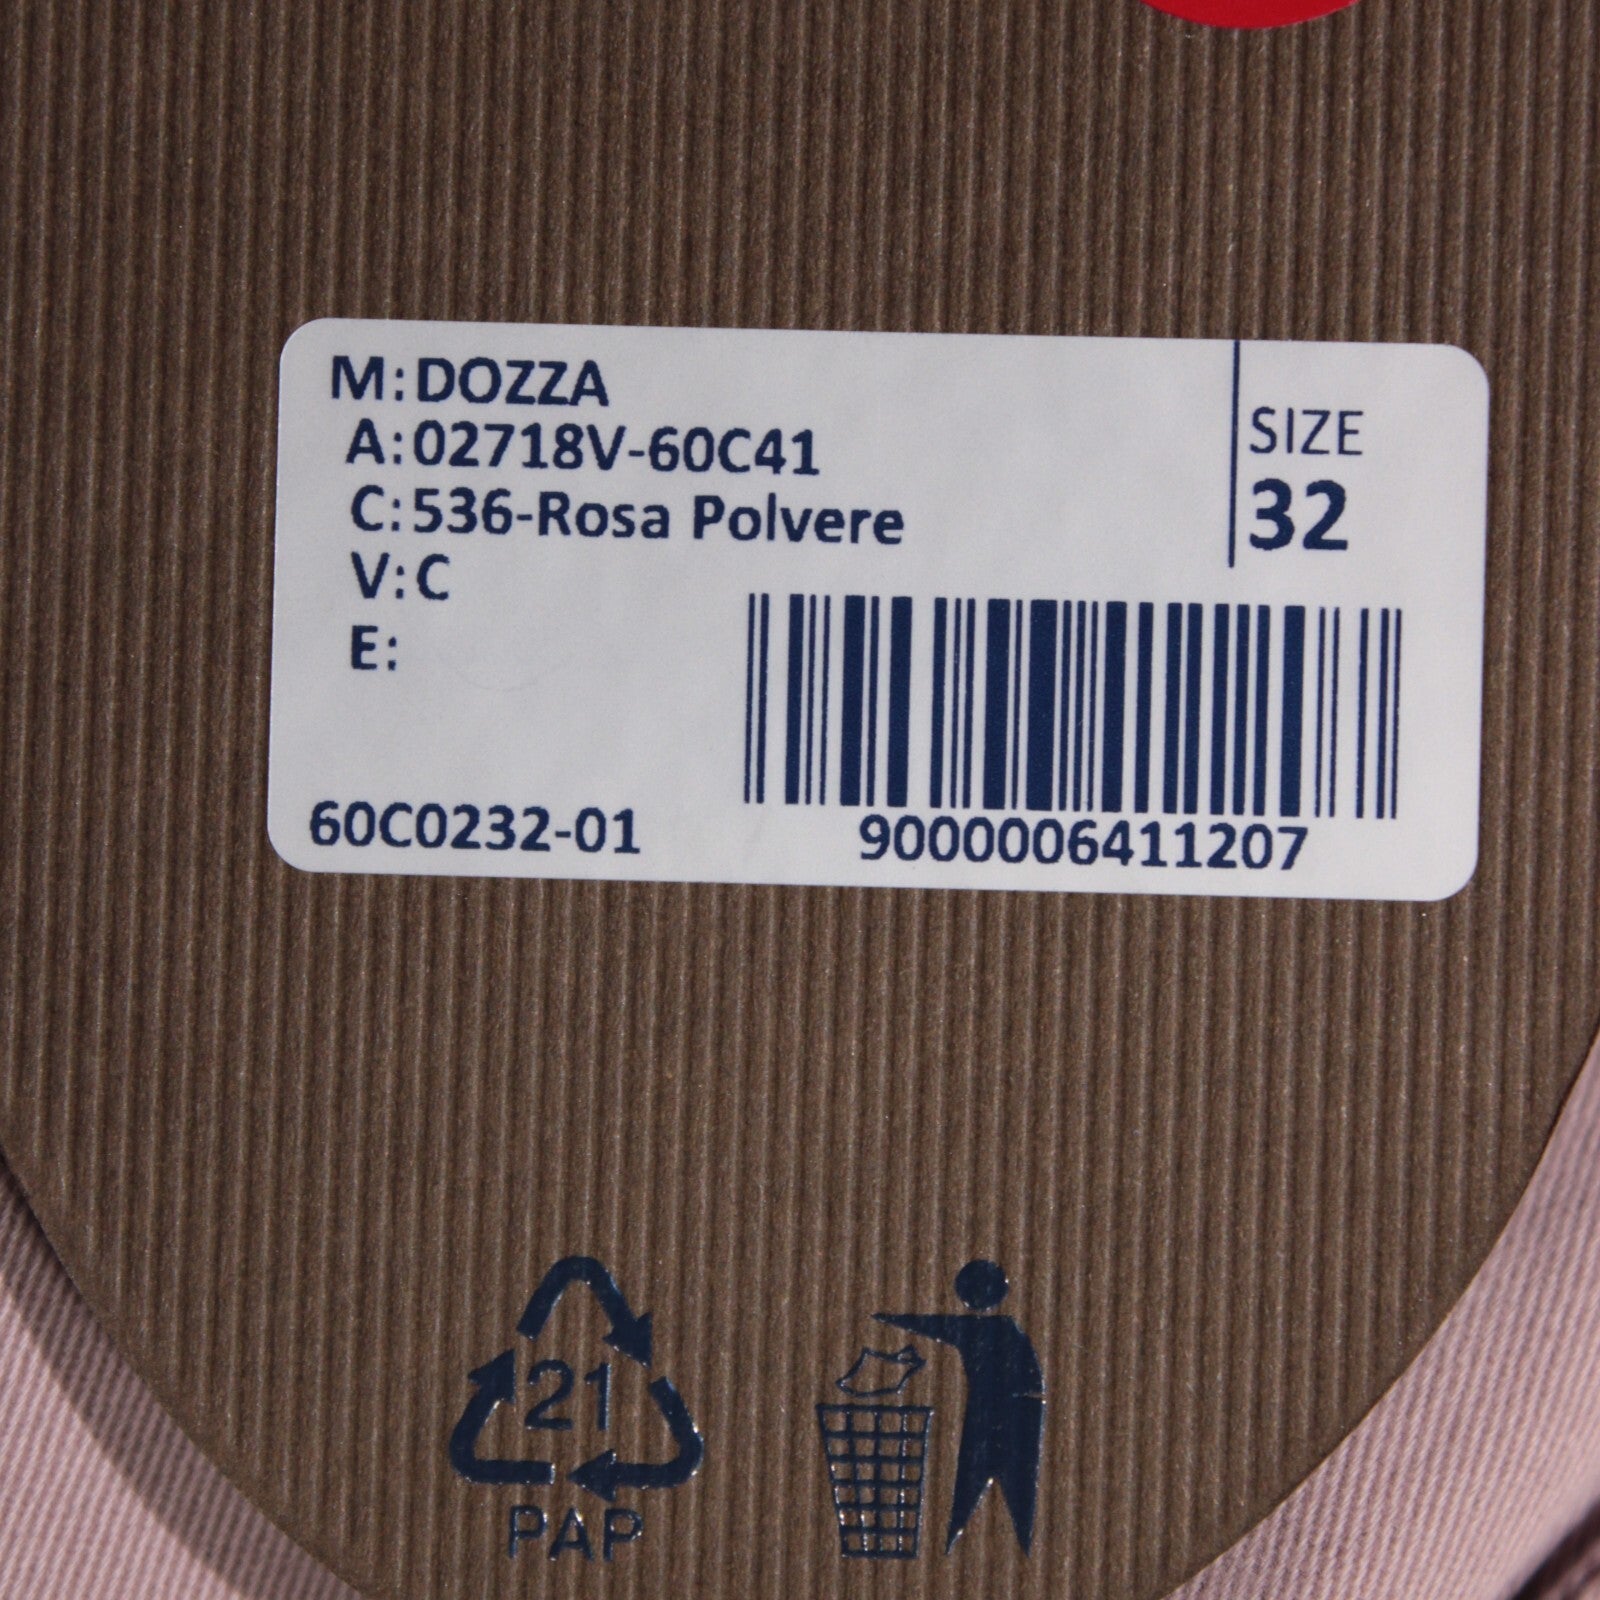 M: DOZZA
A: 02718V-60C41
C: 536-Rosa Polvere
V: C
E:
SIZE
32
60C0232-01
9000006411207
21
PAP